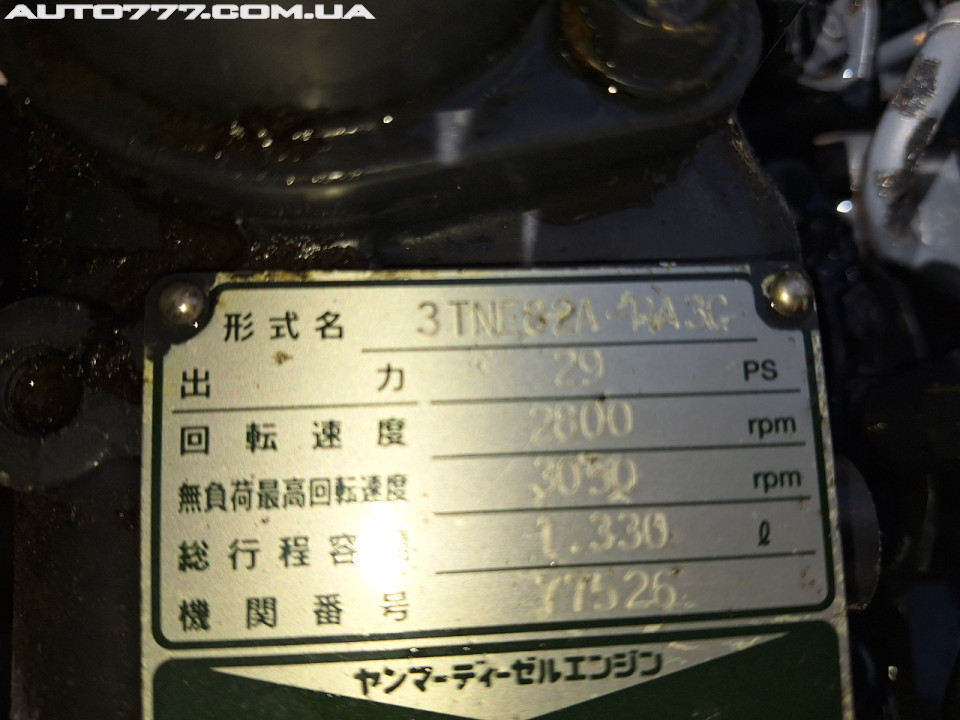 AUTO777.COM.UA
形式名 3TNE82A
出力 29 PS
回転速度 2600 rpm
無負荷最高回転速度 3050 rpm
総行程容 1.330 ℓ
機関番号 77526
ヤンマーディーゼルエンジン